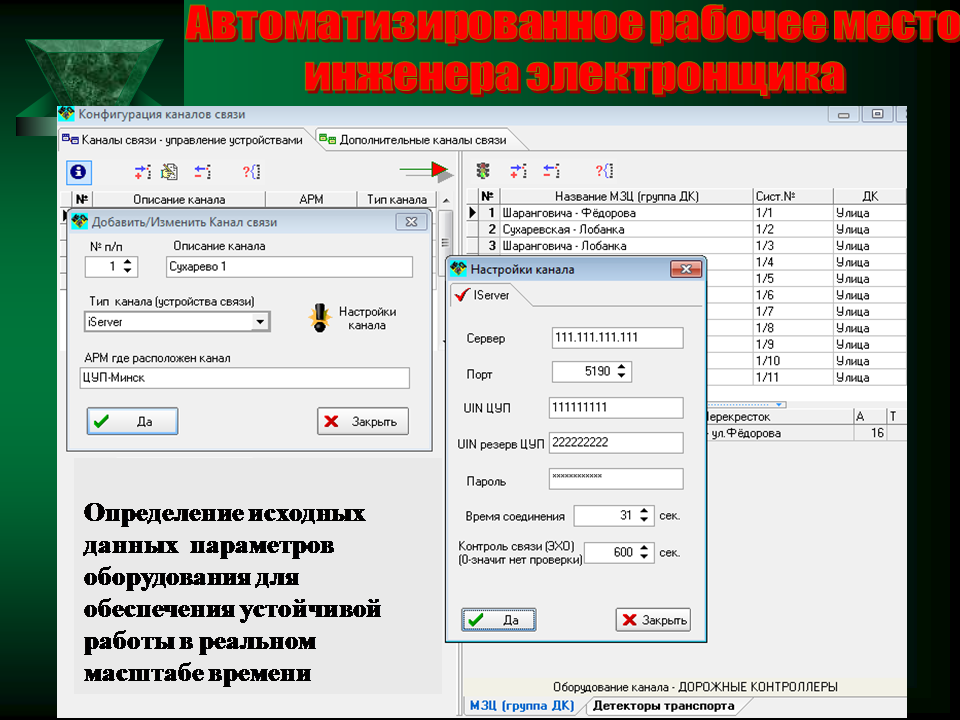 Автоматизированное рабочее место
инженера электронщика
Конфигурация каналов связи
Каналы связи - управление устройствами
Дополнительные каналы связи
№ Описание канала АРМ Тип канала
Добавить/Изменить Канал связи
№ п/п Описание канала
1 Сухарево 1
Тип канала (устройства связи)
iServer
Настройки
канала
АРМ где расположен канал
ЦУП-Минск
Да Закрыть
№ Название МЗЦ (группа ДК) Сист.№ ДК
1 Шаранговича - Фёдорова 1/1 Улица
2 Сухаревская - Лобанка 1/2 Улица
3 Шаранговича - Лобанка 1/3 Улица
1/4 Улица
1/5 Улица
1/6 Улица
1/7 Улица
1/8 Улица
1/9 Улица
1/10 Улица
1/11 Улица
Настройки канала
IServer
Сервер 111.111.111.111
Порт 5190
UIN ЦУП 111111111
UIN резерв ЦУП 222222222
Пароль ************
Время соединения 31 сек.
Контроль связи (ЭХО)
(0-значит нет проверки) 600 сек.
Да Закрыть
Перекресток А Т
- ул.Фёдорова 16
Определение исходных
данных параметров
оборудования для
обеспечения устойчивой
работы в реальном
масштабе времени
Оборудование канала - ДОРОЖНЫЕ КОНТРОЛЛЕРЫ
МЗЦ (группа ДК) Детекторы транспорта